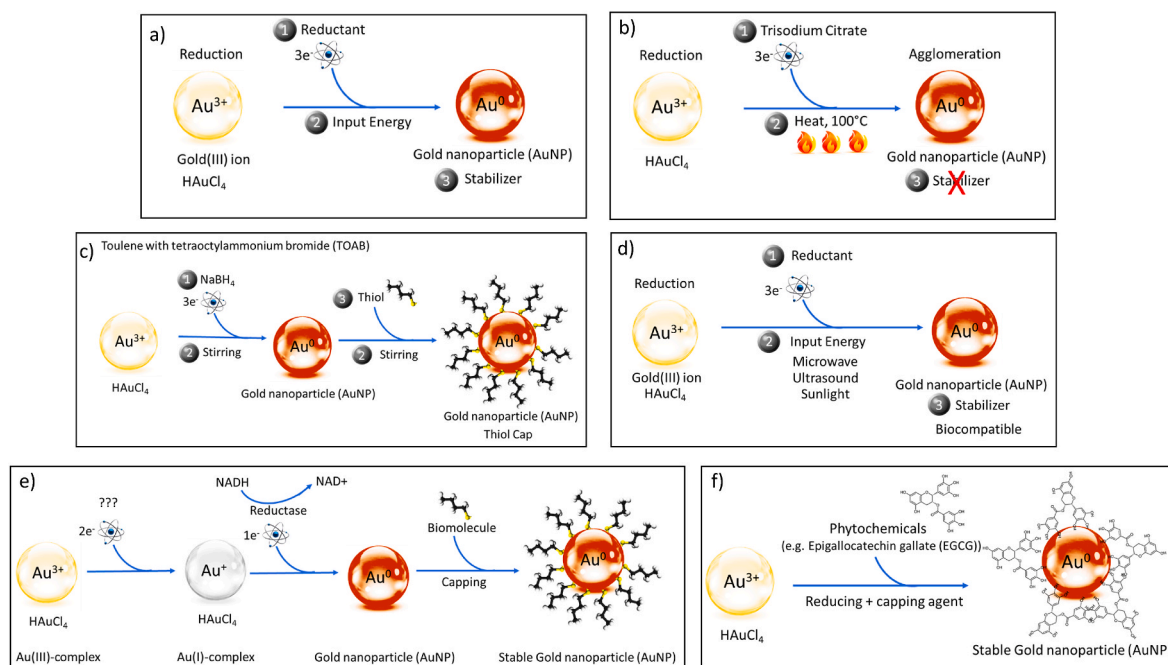 a)
1 Reductant
3e-
Reduction
Au3+
2 Input Energy
Au0
Gold(III) ion
HAuCl4
Gold nanoparticle (AuNP)
3 Stabilizer
b)
1 Trisodium Citrate
3e-
Reduction
Agglomeration
Au3+
Au0
2 Heat, 100°C
HAuCl4
Gold nanoparticle (AuNP)
3 Stabilizer
X
c)
Toulene with tetraoctylammonium bromide (TOAB)
1 NaBH4
3e-
3 Thiol
Au3+
2 Stirring
Au0
2 Stirring
Au0
HAuCl4
Gold nanoparticle (AuNP)
Gold nanoparticle (AuNP)
Thiol Cap
d)
1 Reductant
3e-
Reduction
Au3+
Au0
2 Input Energy
Microwave
Ultrasound
Sunlight
Gold(III) ion
HAuCl4
Gold nanoparticle (AuNP)
3 Stabilizer
Biocompatible
e)
???
2e-
NADH
NAD+
Reductase
1e-
Biomolecule
Capping
Au3+
Au+
Au0
Au0
HAuCl4
HAuCl4
Au(III)-complex
Au(I)-complex
Gold nanoparticle (AuNP)
Stable Gold nanoparticle (AuNP)
f)
Phytochemicals
(e.g. Epigallocatechin gallate (EGCG))
Au3+
Au0
Reducing + capping agent
HAuCl4
Stable Gold nanoparticle (AuNP